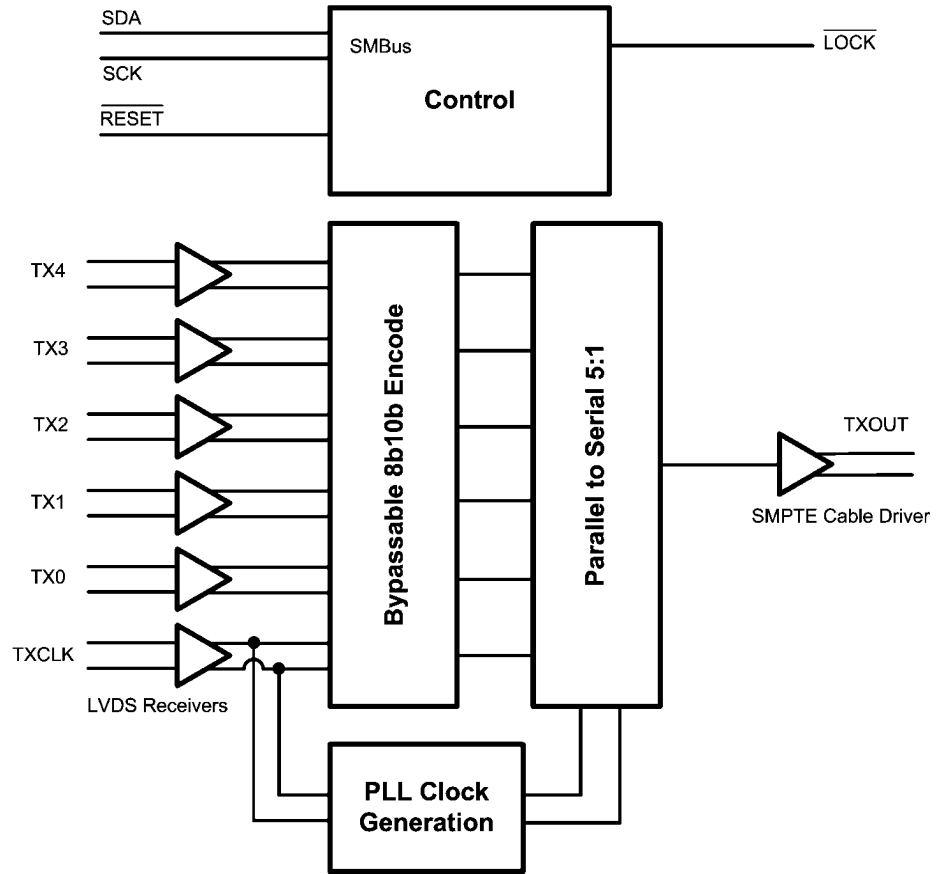 SDA
SMBus
SCK
RESET
Control
LOCK
TX4
TX3
TX2
TX1
TX0
TXCLK
LVDS Receivers
Bypassable 8b10b Encode
Parallel to Serial 5:1
TXOUT
SMPTE Cable Driver
PLL Clock
Generation